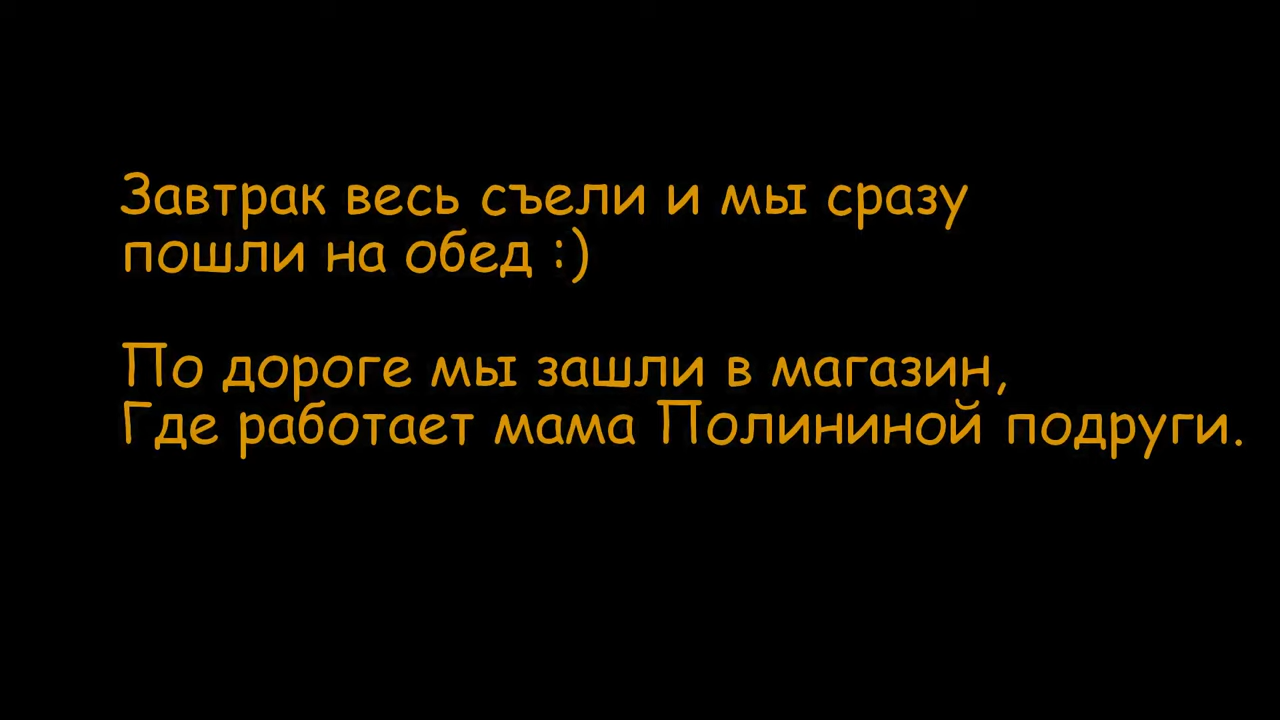 Завтрак весь съели и мы сразу
пошли на обед :)
По дороге мы зашли в магазин,
Где работает мама Полининой подруги.